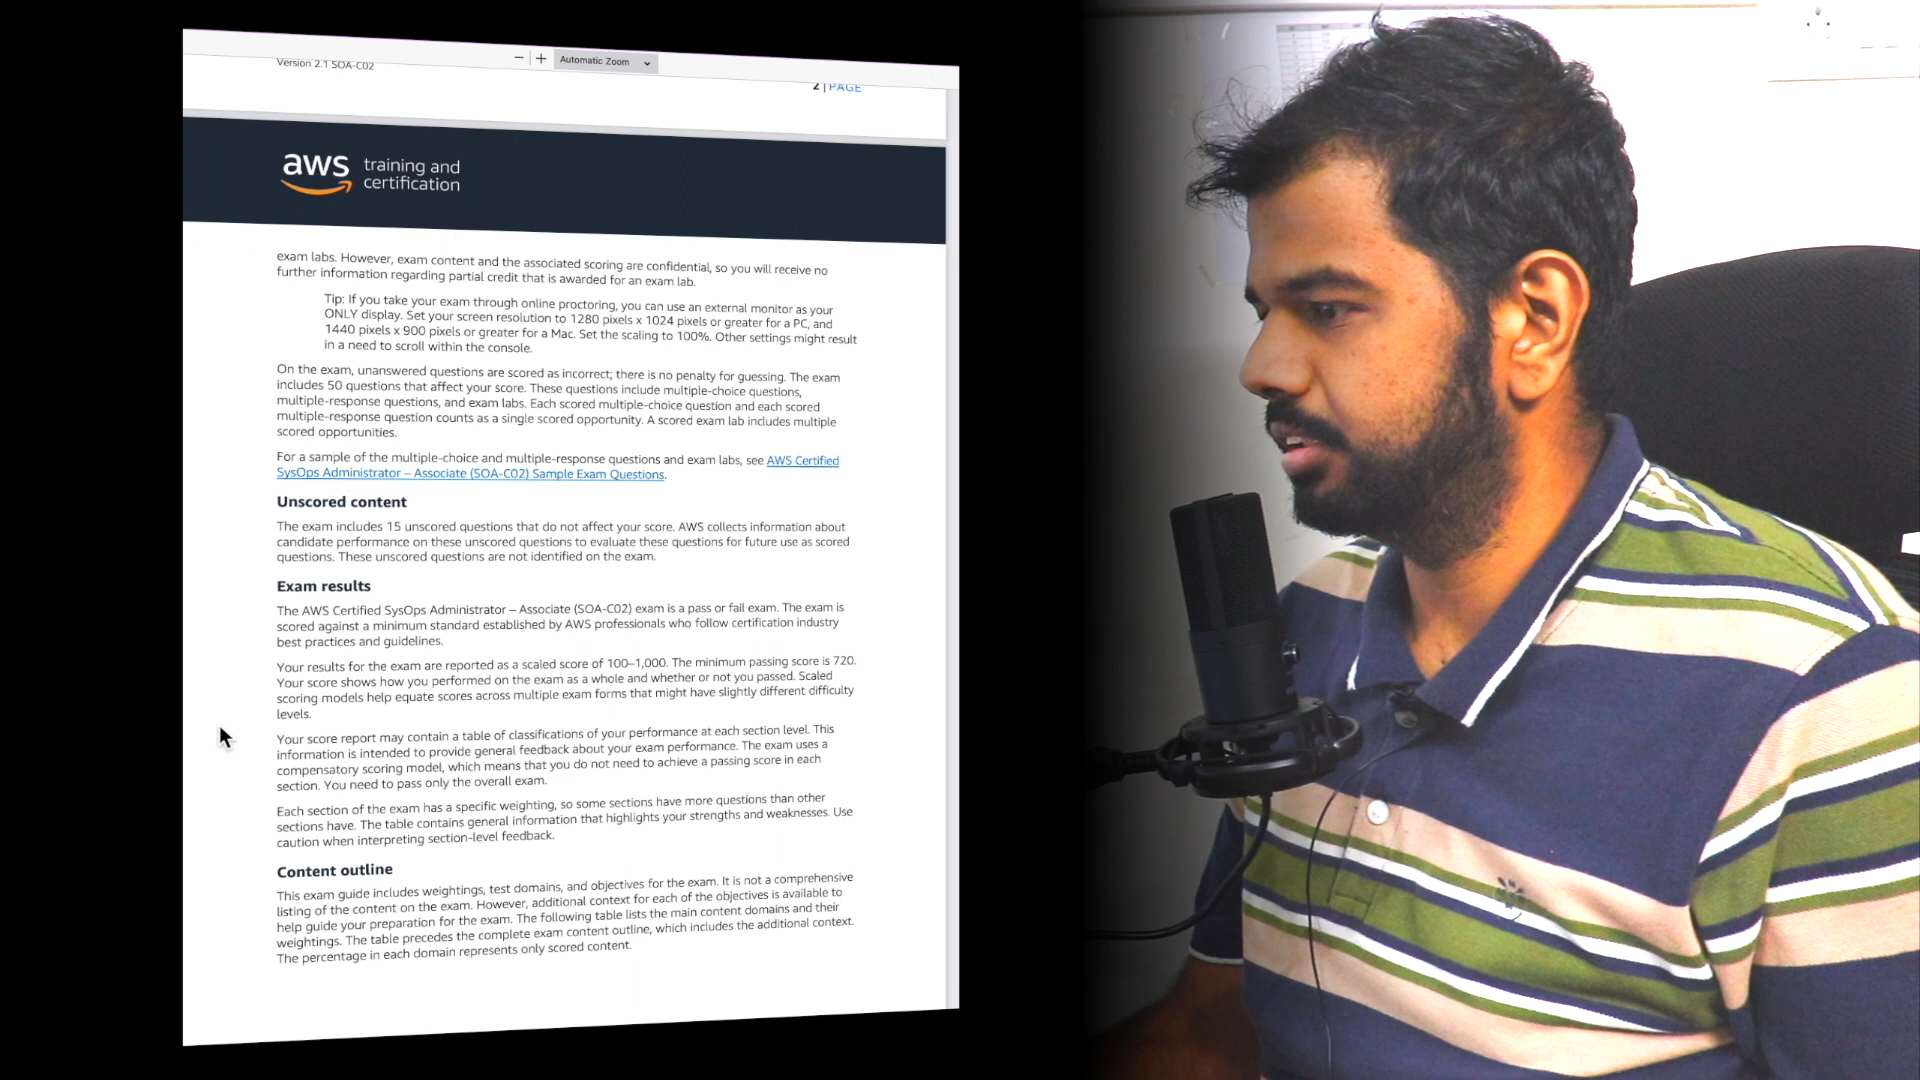 Version 2.1 SOA-C02
Automatic Zoom
2 | PAGE
aws training and
certification
exam labs. However, exam content and the associated scoring are confidential, so you will receive no
further information regarding partial credit that is awarded for an exam lab.
Tip: If you take your exam through online proctoring, you can use an external monitor as your
ONLY display. Set your screen resolution to 1280 pixels x 1024 pixels or greater for a PC, and
1440 pixels x 900 pixels or greater for a Mac. Set the scaling to 100%. Other settings might result
in a need to scroll within the console.
On the exam, unanswered questions are scored as incorrect; there is no penalty for guessing. The exam
includes 50 questions that affect your score. These questions include multiple-choice questions,
multiple-response questions, and exam labs. Each scored multiple-choice question and each scored
multiple-response question counts as a single scored opportunity. A scored exam lab includes multiple
scored opportunities.
For a sample of the multiple-choice and multiple-response questions and exam labs, see AWS Certified
SysOps Administrator – Associate (SOA-C02) Sample Exam Questions.
Unscored content
The exam includes 15 unscored questions that do not affect your score. AWS collects information about
candidate performance on these unscored questions to evaluate these questions for future use as scored
questions. These unscored questions are not identified on the exam.
Exam results
The AWS Certified SysOps Administrator – Associate (SOA-C02) exam is a pass or fail exam. The exam is
scored against a minimum standard established by AWS professionals who follow certification industry
best practices and guidelines.
Your results for the exam are reported as a scaled score of 100–1,000. The minimum passing score is 720.
Your score shows how you performed on the exam as a whole and whether or not you passed. Scaled
scoring models help equate scores across multiple exam forms that might have slightly different difficulty
levels.
Your score report may contain a table of classifications of your performance at each section level. This
information is intended to provide general feedback about your exam performance. The exam uses a
compensatory scoring model, which means that you do not need to achieve a passing score in each
section. You need to pass only the overall exam.
Each section of the exam has a specific weighting, so some sections have more questions than other
sections have. The table contains general information that highlights your strengths and weaknesses. Use
caution when interpreting section-level feedback.
Content outline
This exam guide includes weightings, test domains, and objectives for the exam. It is not a comprehensive
listing of the content on the exam. However, additional context for each of the objectives is available to
help guide your preparation for the exam. The following table lists the main content domains and their
weightings. The table precedes the complete exam content outline, which includes the additional context.
The percentage in each domain represents only scored content.